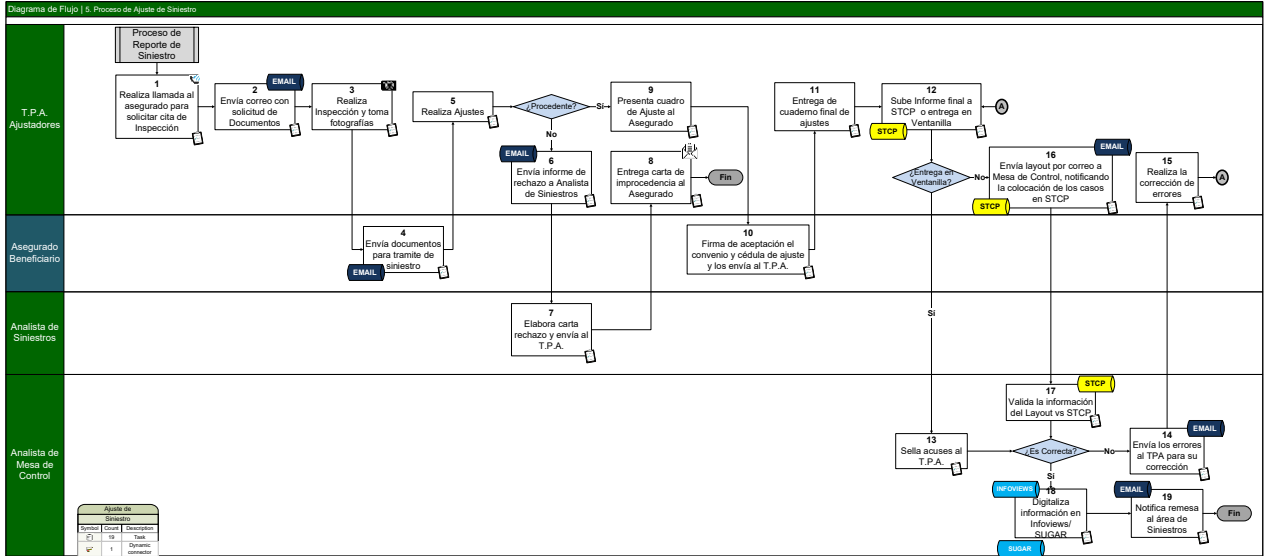 Diagrama de Flujo | 5. Proceso de Ajuste de Siniestro
T.P.A.
Ajustadores
Proceso de
Reporte de
Siniestro
1
Realiza llamada al
asegurado para
solicitar cita de
Inspección
EMAIL
2
Envía correo con
solicitud de
Documentos
3
Realiza
Inspección y toma
fotografías
5
Realiza Ajustes
¿Procedente?
Sí
No
EMAIL
6
Envía informe de
rechazo a Analista
de Siniestros
9
Presenta cuadro
de Ajuste al
Asegurado
8
Entrega carta de
improcedencia al
Asegurado
Fin
11
Entrega de
cuaderno final de
ajustes
12
Sube Informe final a
STCP o entrega en
Ventanilla
STCP
A
¿Entrega en
Ventanilla?
No
Sí
EMAIL
16
Envía layout por correo a
Mesa de Control, notificando
la colocación de los casos
en STCP
STCP
15
Realiza la
corrección de
errores
A
Asegurado
Beneficiario
4
Envía documentos
para tramite de
siniestro
EMAIL
10
Firma de aceptación el
convenio y cédula de ajuste
y los envía al T.P.A.
Analista de
Siniestros
7
Elabora carta
rechazo y envía al
T.P.A.
Analista de
Mesa de
Control
STCP
17
Valida la información
del Layout vs STCP
13
Sella acuses al
T.P.A.
¿Es Correcta?
No
Sí
EMAIL
14
Envía los errores
al TPA para su
corrección
INFOVIEWS
18
Digitaliza
información en
Infoviews/
SUGAR
SUGAR
EMAIL
19
Notifica remesa
al área de
Siniestros
Fin
Ajuste de
Siniestro
Symbol Count Description
19 Task
1 Dynamic
connector